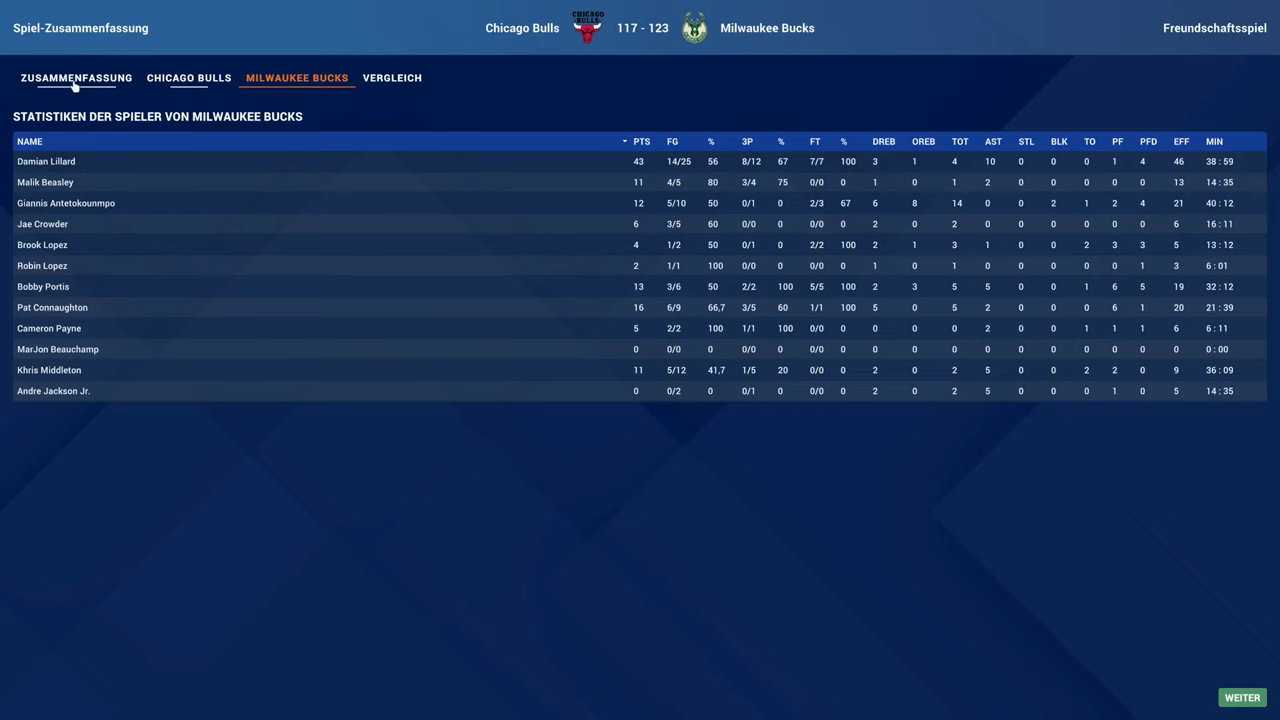 Spiel-Zusammenfassung Chicago Bulls CHICAGO BULLS 117 - 123 Milwaukee Bucks Freundschaftsspiel
ZUSAMMENFASSUNG CHICAGO BULLS MILWAUKEE BUCKS VERGLEICH
STATISTIKEN DER SPIELER VON MILWAUKEE BUCKS
NAME PTS FG % 3P % FT % DREB OREB TOT AST STL BLK TO PF PFD EFF MIN
Damian Lillard 43 14/25 56 8/12 67 7/7 100 3 1 4 10 0 0 0 1 4 46 38 : 59
Malik Beasley 11 4/5 80 3/4 75 0/0 0 1 0 1 2 0 0 0 0 0 13 14 : 35
Giannis Antetokounmpo 12 5/10 50 0/1 0 2/3 67 6 8 14 0 0 2 1 2 4 21 40 : 12
Jae Crowder 6 3/5 60 0/0 0 0/0 0 2 0 2 0 0 0 0 0 0 6 16 : 11
Brook Lopez 4 1/2 50 0/1 0 2/2 100 2 1 3 1 0 0 2 3 3 5 13 : 12
Robin Lopez 2 1/1 100 0/0 0 0/0 0 1 0 1 0 0 0 0 0 1 3 6 : 01
Bobby Portis 13 3/6 50 2/2 100 5/5 100 2 3 5 5 0 0 1 6 5 19 32 : 12
Pat Connaughton 16 6/9 66,7 3/5 60 1/1 100 5 0 5 2 0 0 0 6 1 20 21 : 39
Cameron Payne 5 2/2 100 1/1 100 0/0 0 0 0 0 2 0 0 1 1 1 6 6 : 11
MarJon Beauchamp 0 0/0 0 0/0 0 0/0 0 0 0 0 0 0 0 0 0 0 0 0 : 00
Khris Middleton 11 5/12 41,7 1/5 20 0/0 0 2 0 2 5 0 0 2 2 0 9 36 : 09
Andre Jackson Jr. 0 0/2 0 0/1 0 0/0 0 2 0 2 5 0 0 0 1 0 5 14 : 35
WEITER